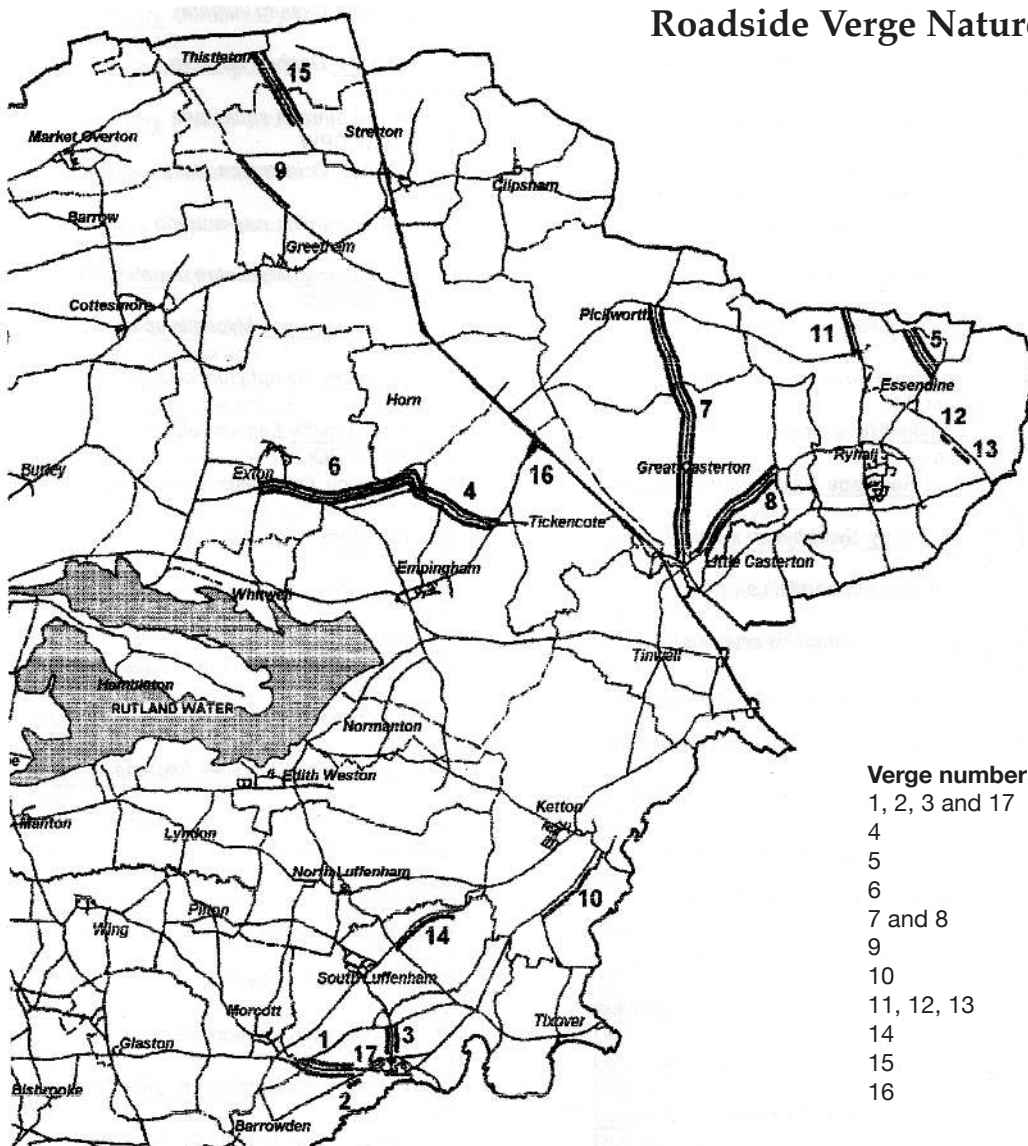 Roadside Verge Nature
Thistleton
15
Market Overton
Stretton
9
Clipsham
Barrow
Greetham
Cottesmore
Pickworth
11
5
Essendine
Horn
7
12
13
Burley
Exton
6
16
Great Casterton
Ryhall
4
8
Tickencote
Empingham
Little Casterton
Whitwell
Tinwell
Hambleton
RUTLAND WATER
Normanton
Edith Weston
Ketton
Manton
Lyndon
North Luffenham
10
Pilton
Wing
14
South Luffenham
Morcott
Tixover
1
3
Glaston
17
Bisbrooke
2
Barrowden
Verge number
1, 2, 3 and 17
4
5
6
7 and 8
9
10
11, 12, 13
14
15
16